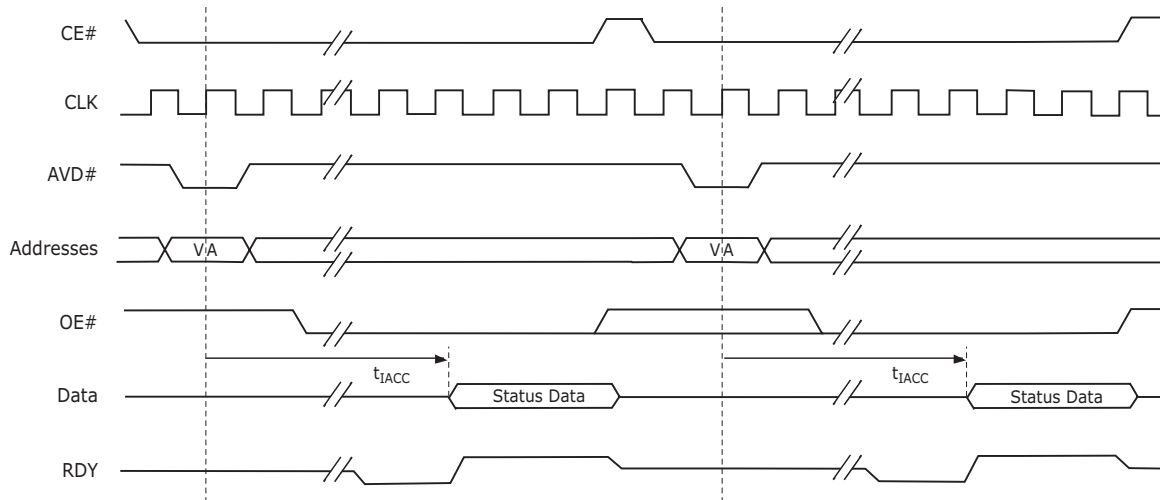 CE#
CLK
AVD#
Addresses VA VA
OE#
tIACC tIACC
Data Status Data Status Data
RDY